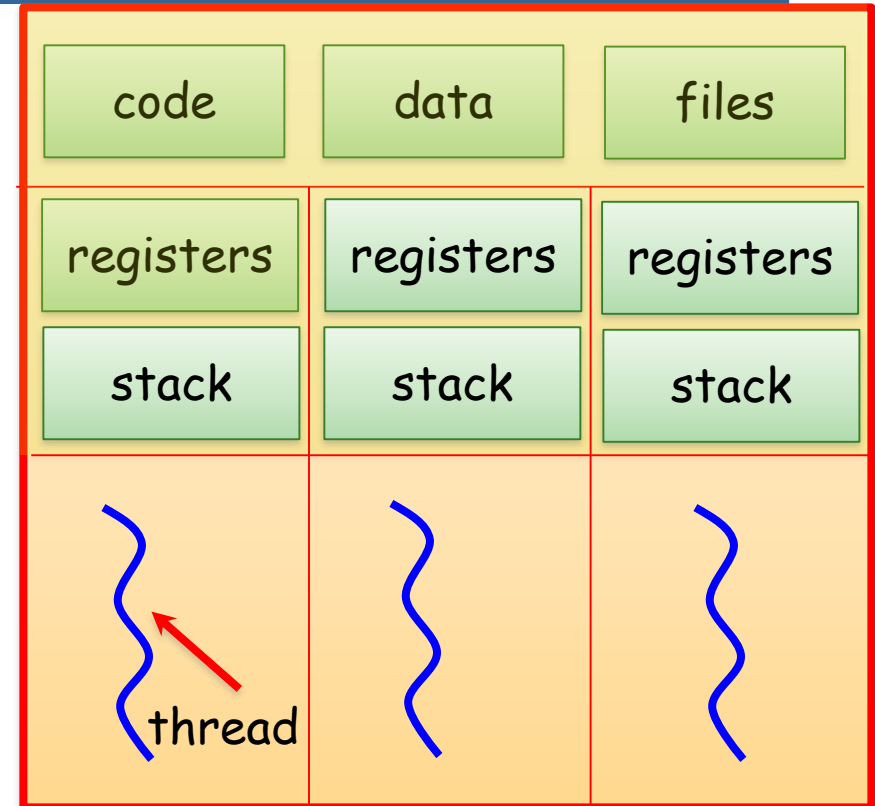 code data files
registers registers registers
stack stack stack
thread